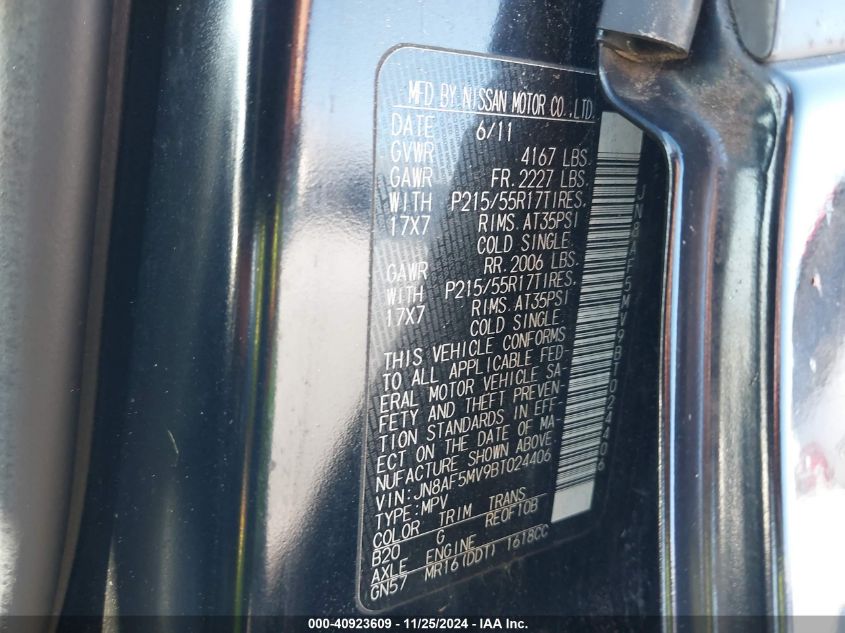 MFD BY NISSAN MOTOR CO.,LTD.
DATE 6/11
GVWR 4167 LBS.
GAWR FR. 2227 LBS.
WITH P215/55R17TIRES.
17X7 RIMS. AT35PSI
COLD SINGLE.
GAWR RR. 2006 LBS.
WITH P215/55R17TIRES.
17X7 RIMS. AT35PSI
COLD SINGLE.
THIS VEHICLE CONFORMS
TO ALL APPLICABLE FED-
ERAL MOTOR VEHICLE SA-
FETY AND THEFT PREVEN-
TION STANDARDS IN EFF-
ECT ON THE DATE OF MA-
NUFACTURE SHOWN ABOVE.
VIN: JN8AF5MV9BT024406
TYPE: MPV
COLOR TRIM TRANS
B20 G RE0F10B
AXLE ENGINE
GN57 MR16(DDT) 1618CC
JN8AF5MV9BT024406
000-40923609 - 11/25/2024 - IAA Inc.